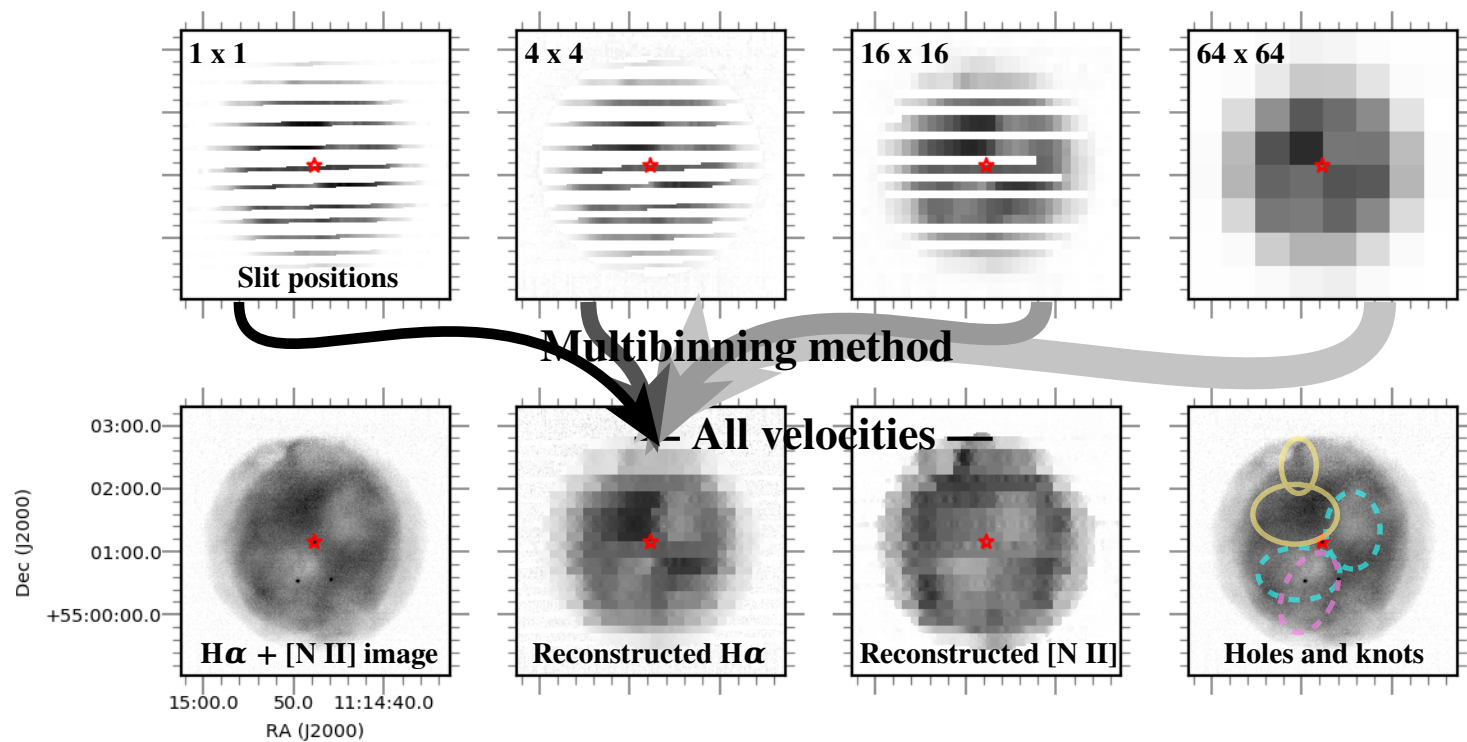 1 x 1
4 x 4
16 x 16
64 x 64
Slit positions
Multibinning method
— All velocities —
Dec (J2000)
03:00.0
02:00.0
01:00.0
+55:00:00.0
Hα + [N II] image
Reconstructed Hα
Reconstructed [N II]
Holes and knots
15:00.0 50.0 11:14:40.0
RA (J2000)